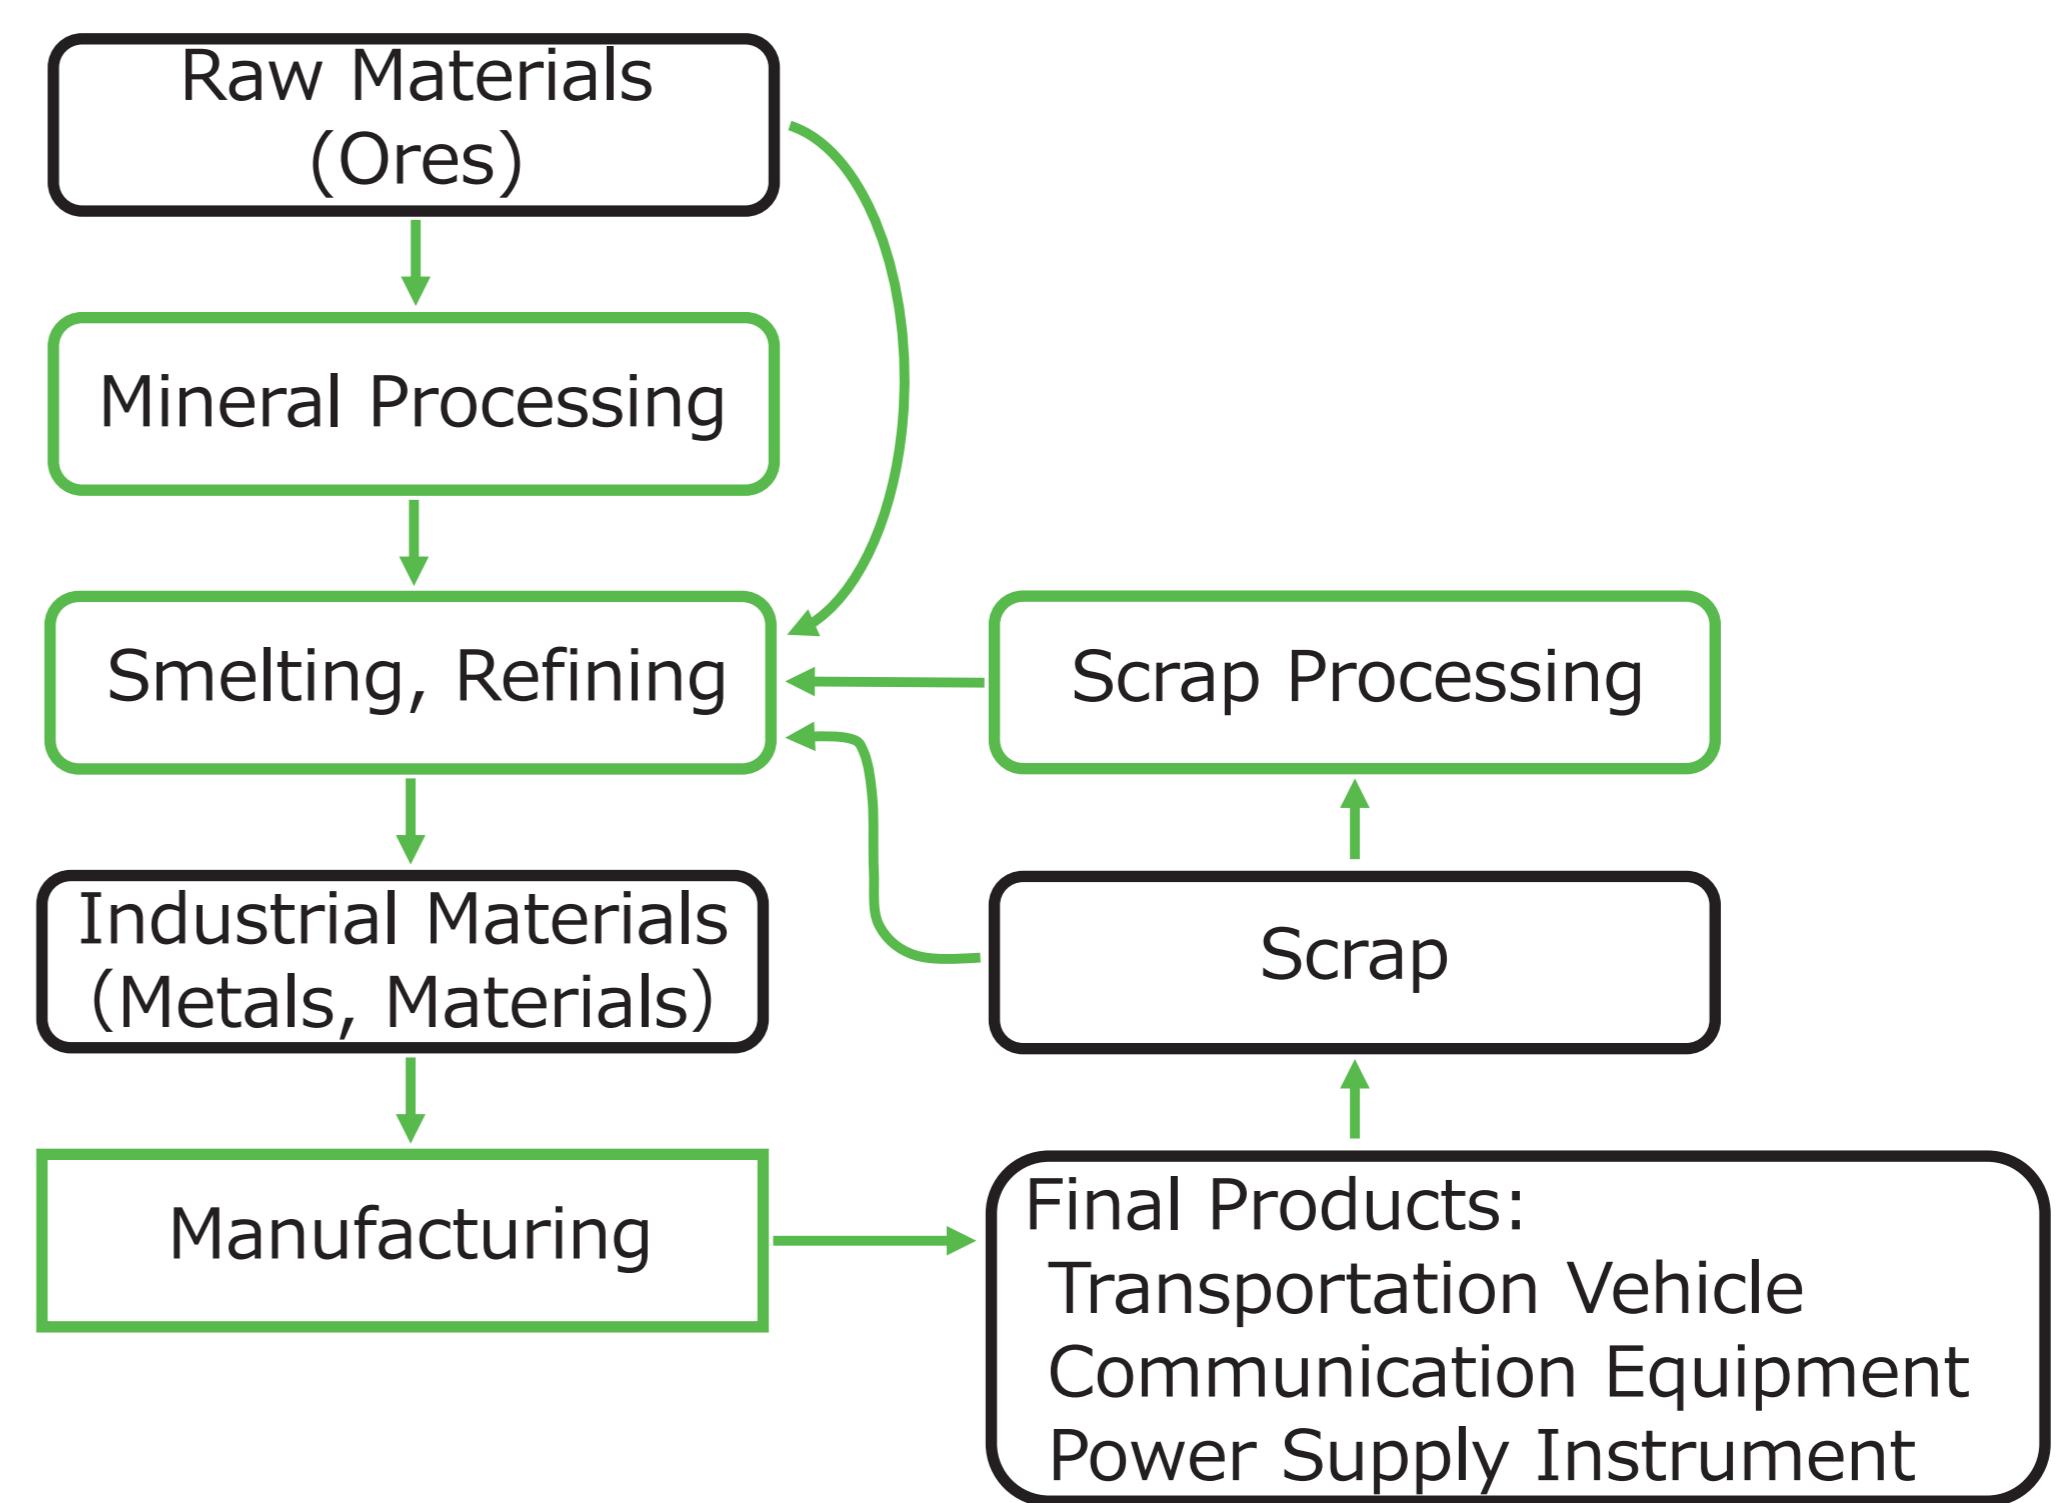 Raw Materials
(Ores)
Mineral Processing
Smelting, Refining
Scrap Processing
Industrial Materials
(Metals, Materials)
Scrap
Manufacturing
Final Products:
Transportation Vehicle
Communication Equipment
Power Supply Instrument